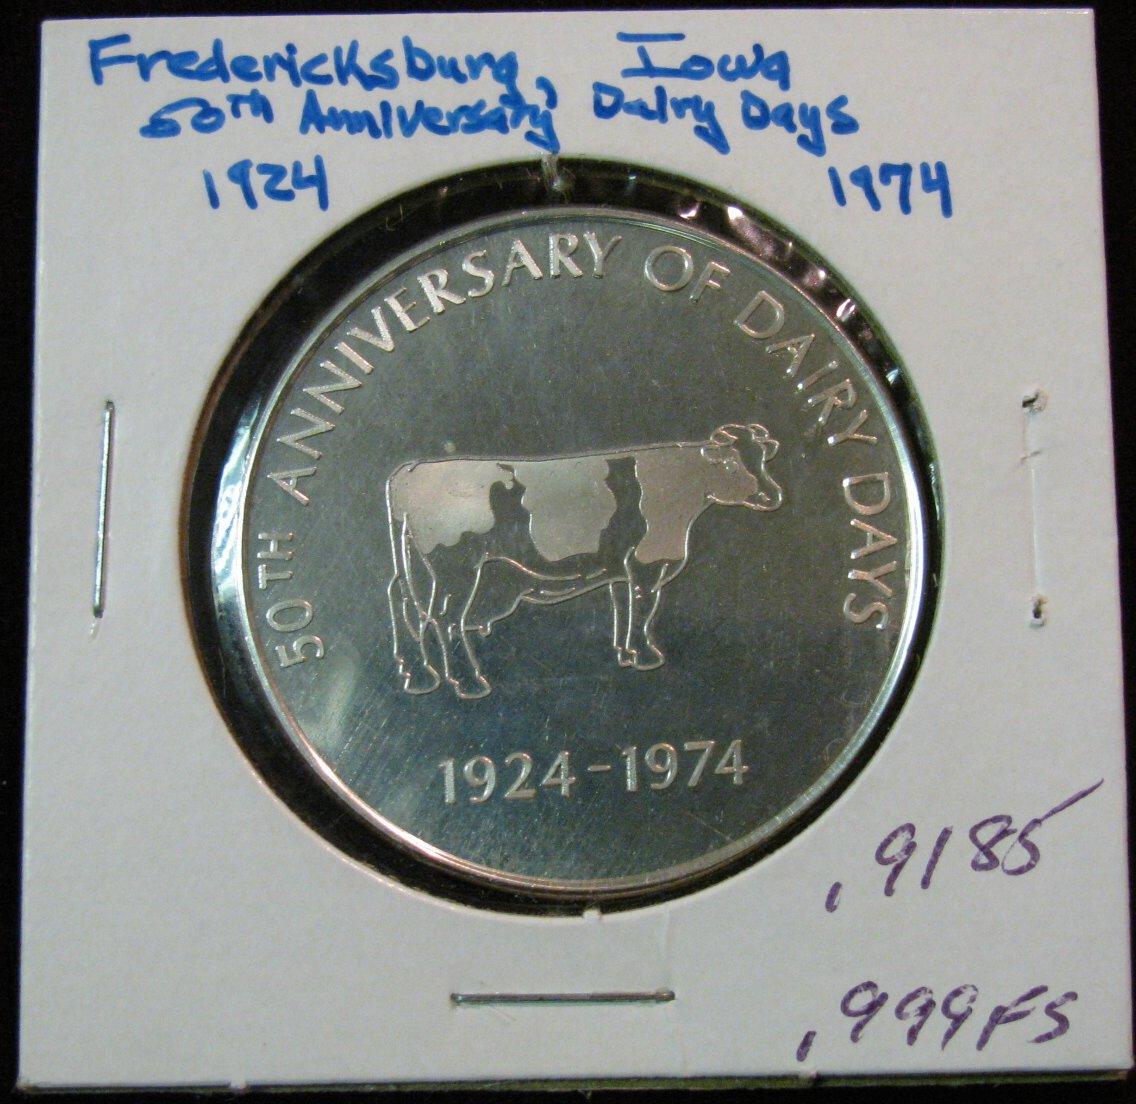 Fredericksburg, Iowa
50th Anniversary Dairy Days
1924 1974
50TH ANNIVERSARY OF DAIRY DAYS
1924-1974
.9185
.999FS